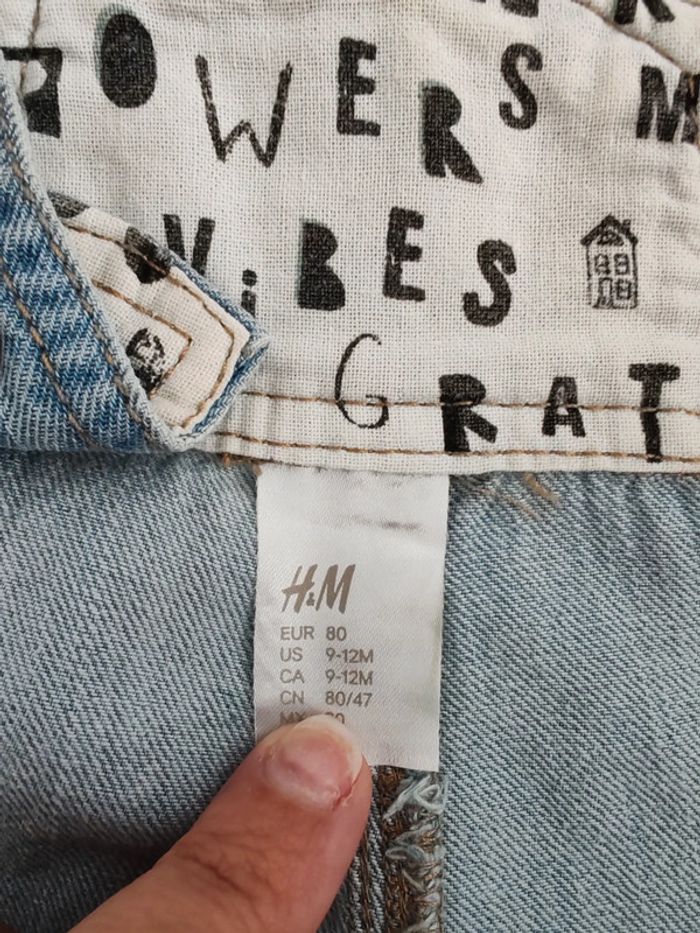 OWERS
ViBES
GRAT
H&M
EUR 80
US 9-12M
CA 9-12M
CN 80/47